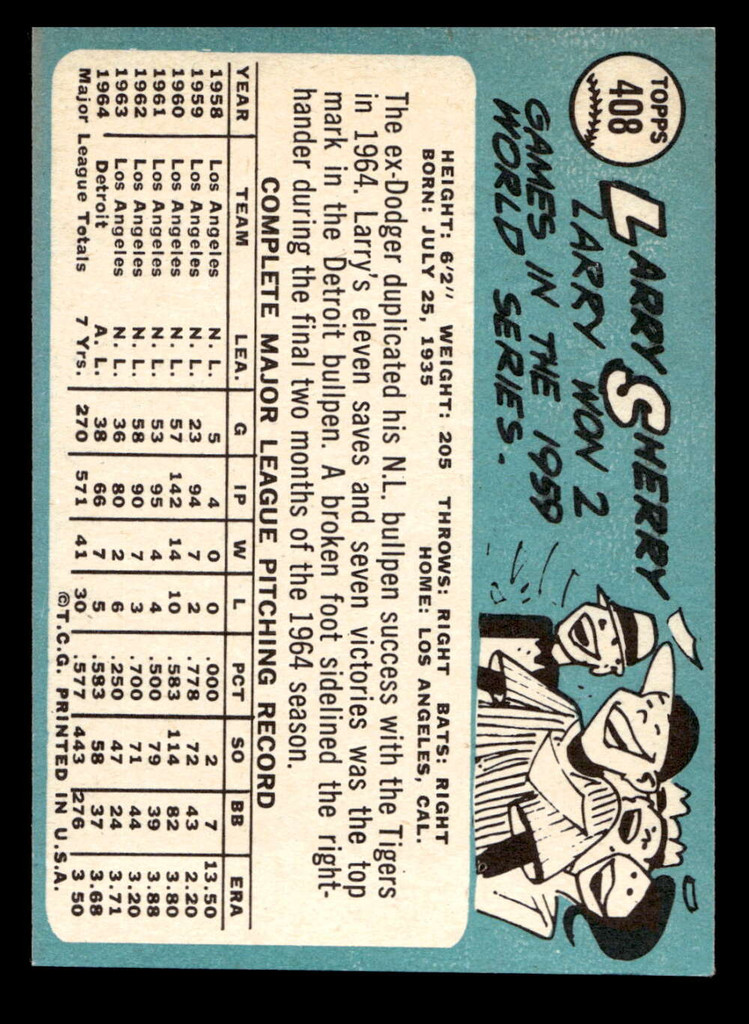 TOPPS
408
LARRY SHERRY
LARRY WON 2
GAMES IN THE 1959
WORLD SERIES.
HEIGHT: 6'2" WEIGHT: 205 THROWS: RIGHT BATS: RIGHT
BORN: JULY 25, 1935 HOME: LOS ANGELES, CAL.
The ex-Dodger duplicated his N.L. bullpen success with the Tigers
in 1964. Larry's eleven saves and seven victories was the top
mark in the Detroit bullpen. A broken foot sidelined the right-
hander during the final two months of the 1964 season.
COMPLETE MAJOR LEAGUE PITCHING RECORD
YEAR TEAM LEA. G IP W L PCT SO BB ERA
1958 Los Angeles N. L. 5 4 0 0 .000 2 7 13.50
1959 Los Angeles N. L. 23 94 7 2 .778 72 43 2.20
1960 Los Angeles N. L. 57 142 14 10 .583 114 82 3.80
1961 Los Angeles N. L. 53 95 4 4 .500 79 39 3.88
1962 Los Angeles N. L. 58 90 7 3 .700 71 44 3.20
1963 Los Angeles N. L. 36 80 2 6 .250 47 24 3.71
1964 Detroit A. L. 38 66 7 5 .583 58 37 3.68
Major League Totals 7 Yrs. 270 571 41 30 .577 443 276 3.50
©T.C.G. PRINTED IN U.S.A.